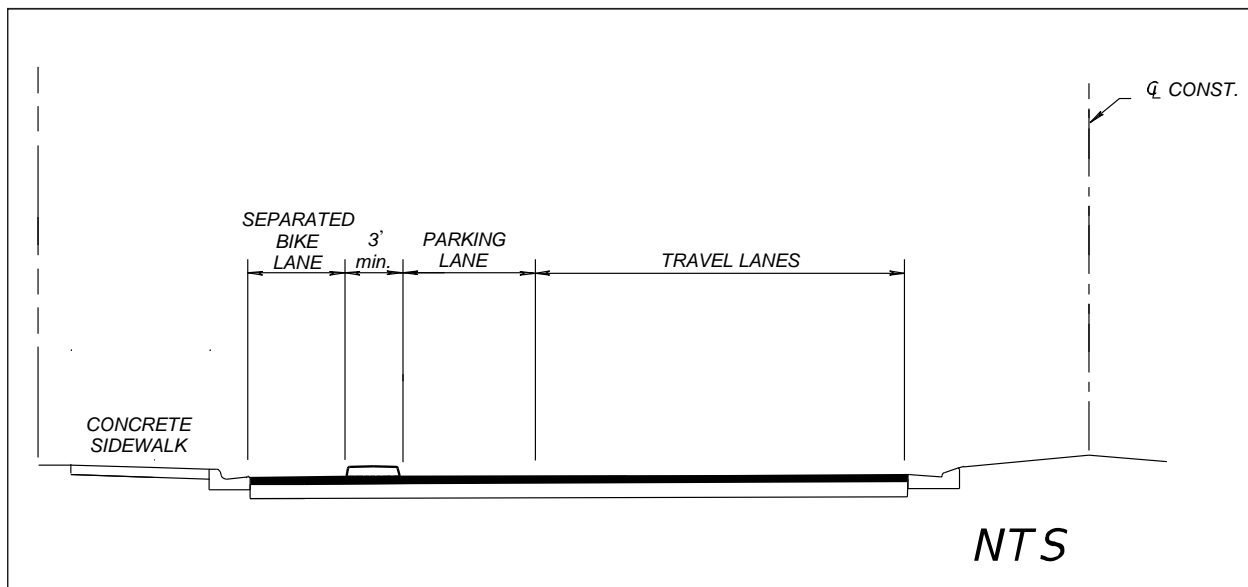 ℄ CONST.
SEPARATED
BIKE
LANE
3'
min.
PARKING
LANE
TRAVEL LANES
CONCRETE
SIDEWALK
NTS